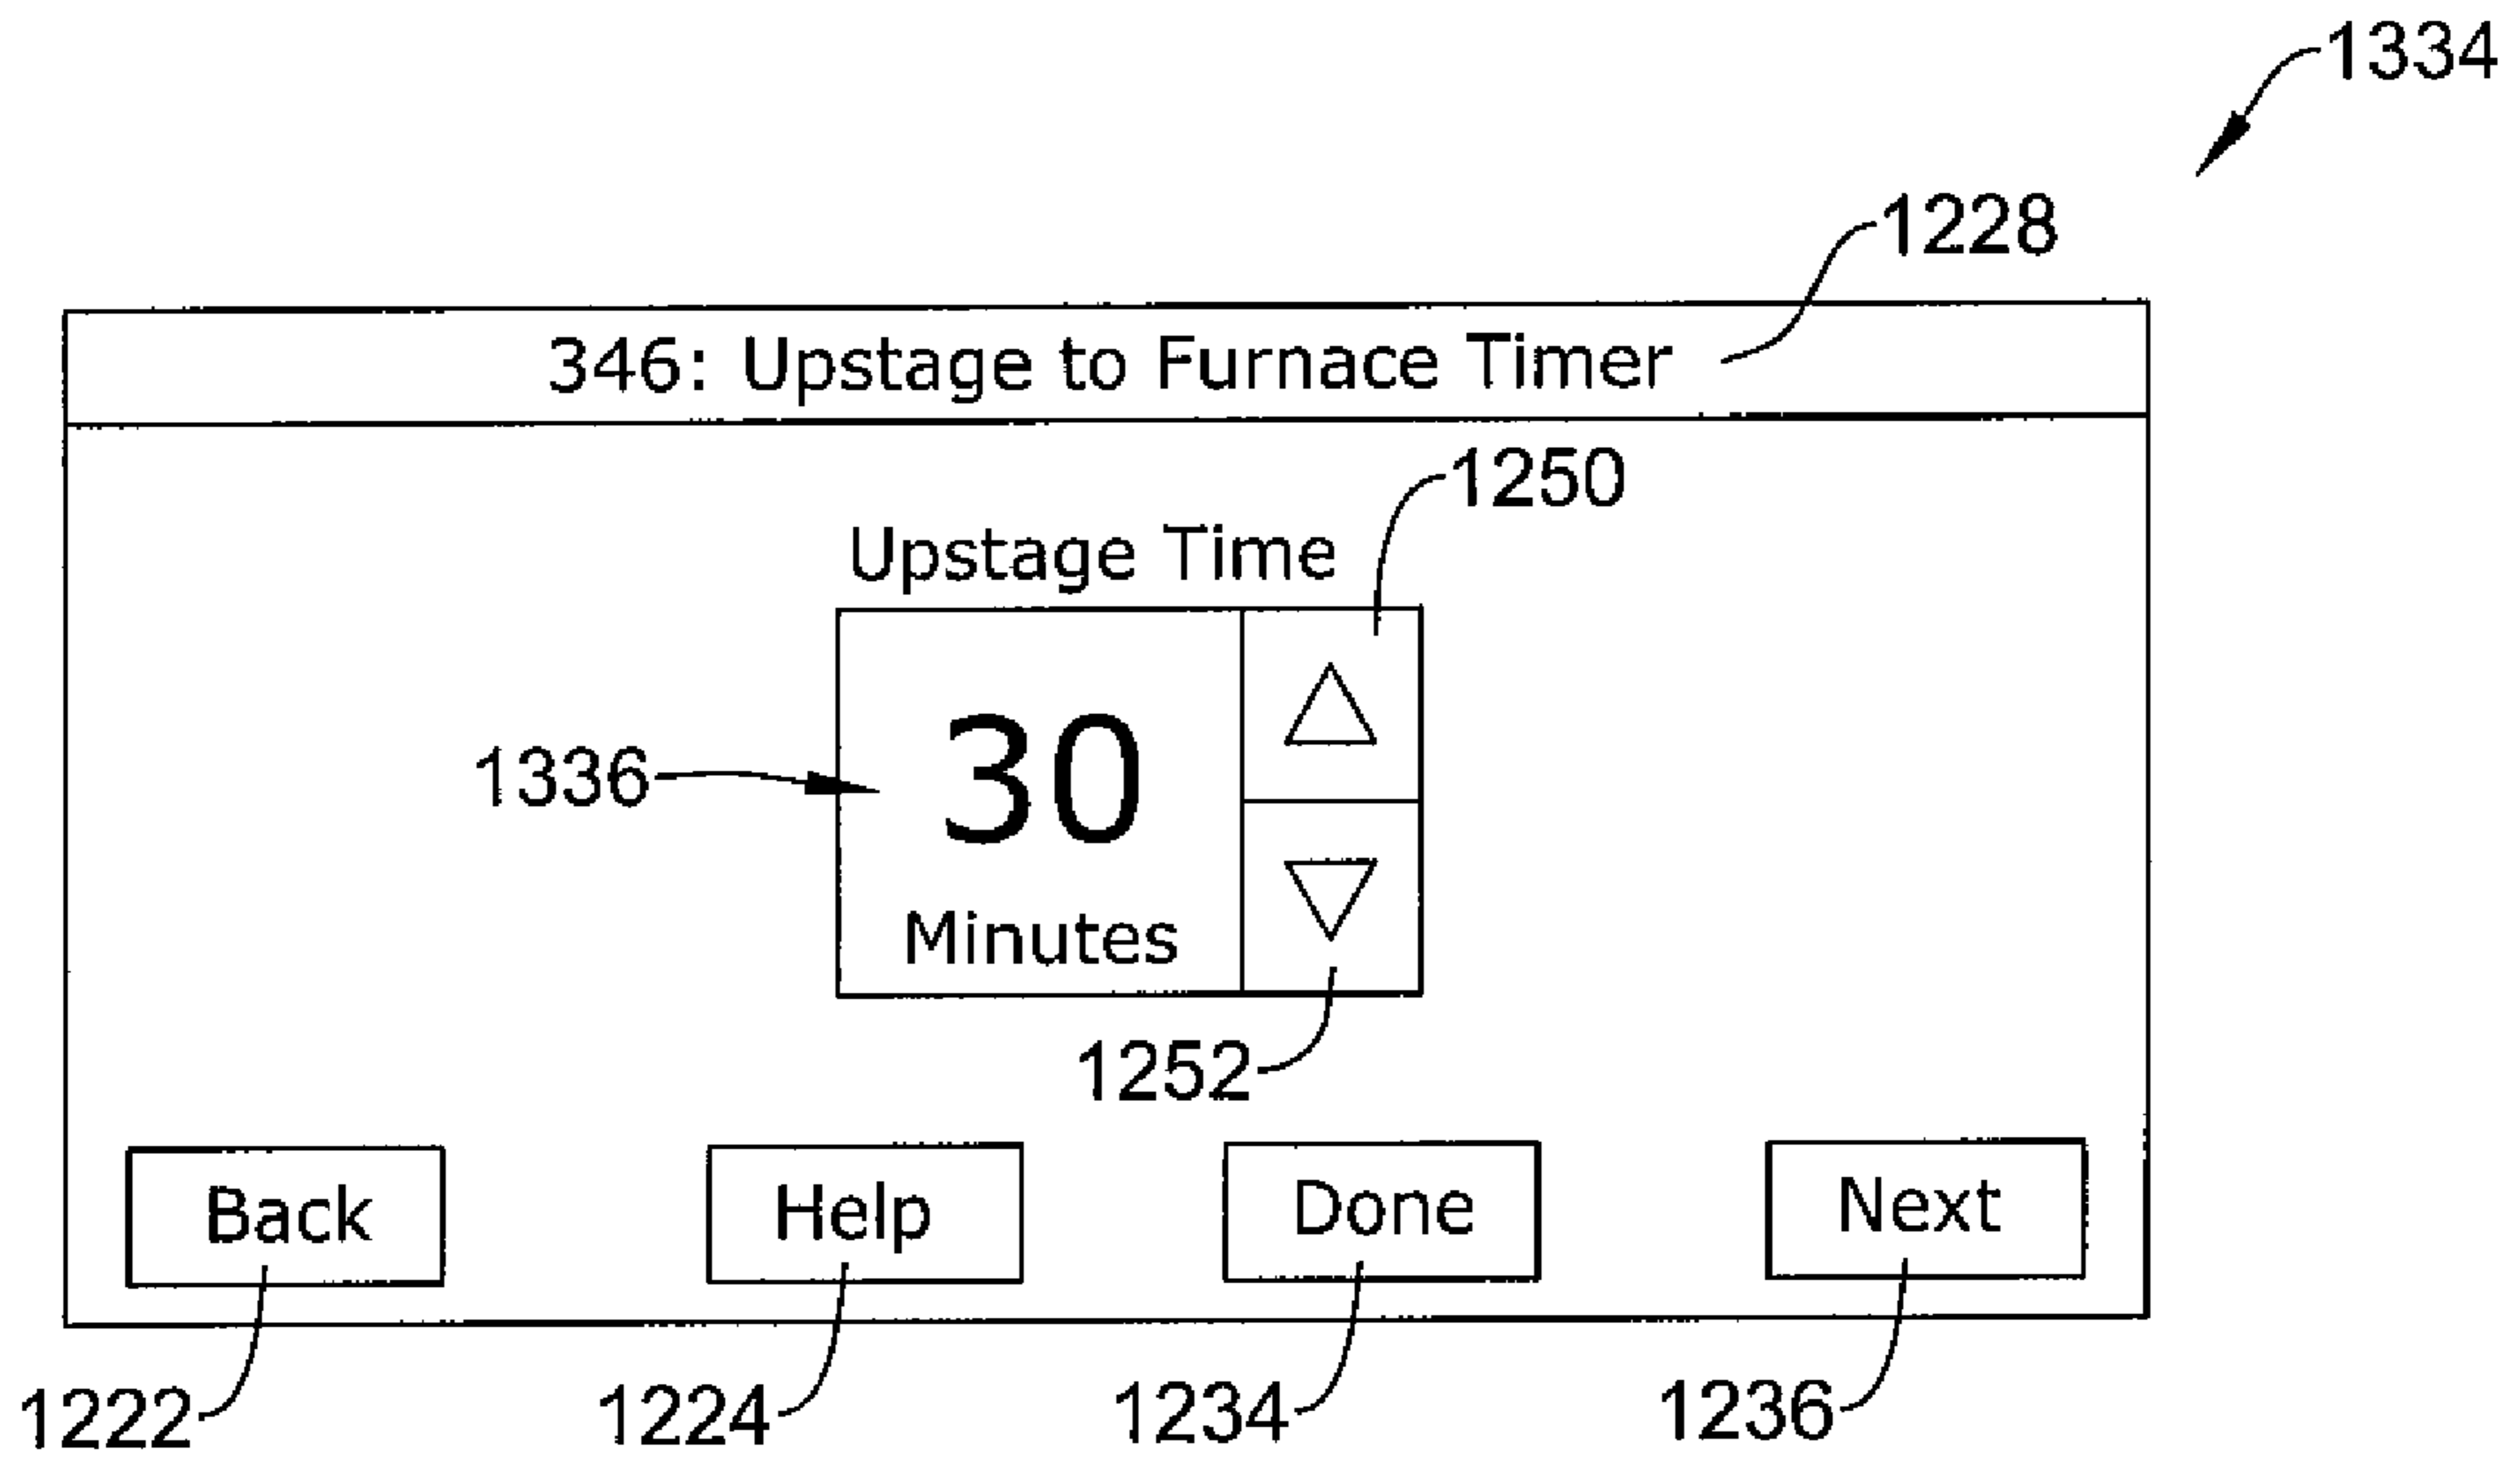 1334
1228
346: Upstage to Furnace Timer
1250
Upstage Time
1336
30
Minutes
1252
Back
Help
Done
Next
1222
1224
1234
1236